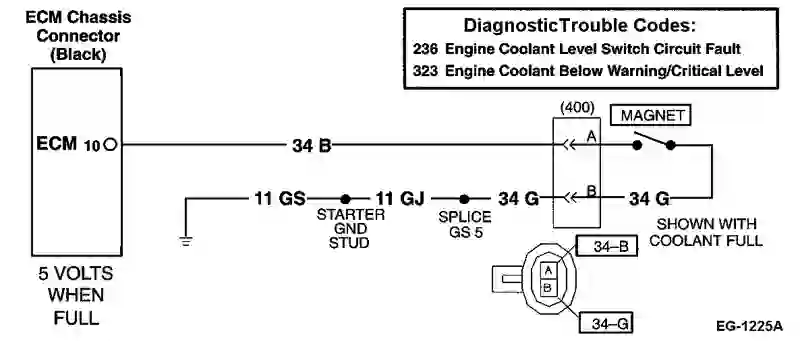 ECM Chassis
Connector
(Black)
DiagnosticTrouble Codes:
236 Engine Coolant Level Switch Circuit Fault
323 Engine Coolant Below Warning/Critical Level
(400)
MAGNET
ECM 10
34 B
A
11 GS
11 GJ
34 G
B
34 G
STARTER
GND
STUD
SPLICE
GS 5
SHOWN WITH
COOLANT FULL
5 VOLTS
WHEN
FULL
34–B
A
B
34–G
EG-1225A